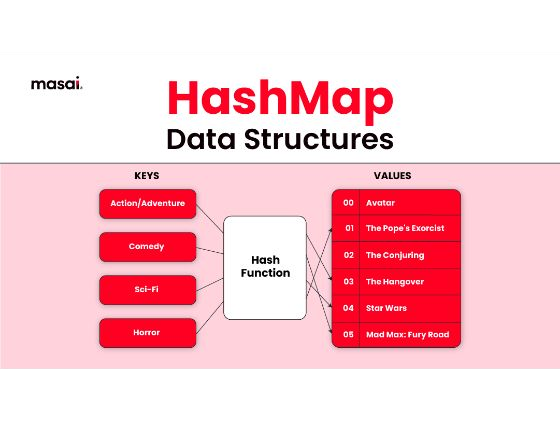 masai.
HashMap
Data Structures
KEYS
VALUES
Action/Adventure
Comedy
Sci-Fi
Horror
Hash
Function
00 Avatar
01 The Pope's Exorcist
02 The Conjuring
03 The Hangover
04 Star Wars
05 Mad Max: Fury Road